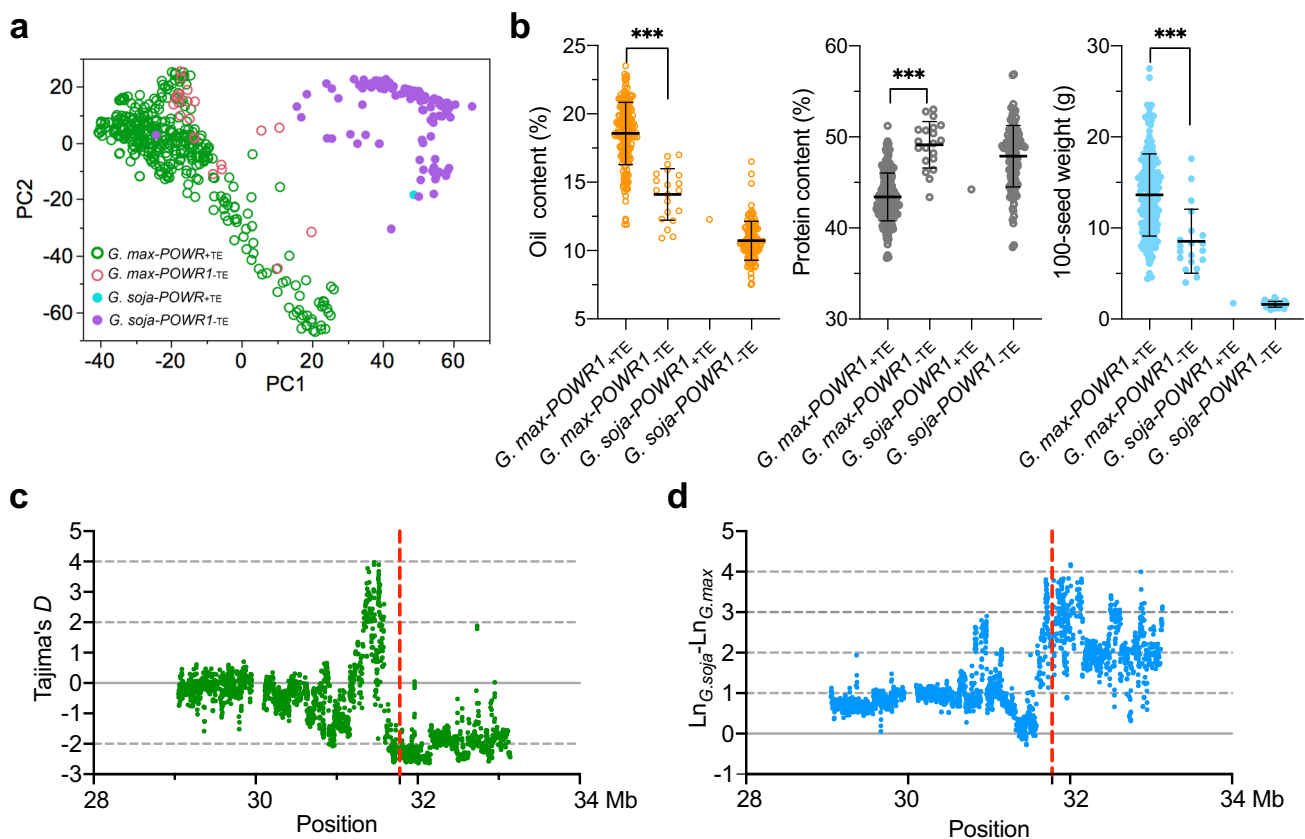 a
20
0
-20
-40
-60
PC2
-40 -20 0 20 40 60
PC1
G. max-POWR+TE
G. max-POWR1-TE
G. soja-POWR+TE
G. soja-POWR1-TE
b
***
25
20
15
10
5
Oil content (%)
G. max-POWR1+TE
G. max-POWR1-TE
G. soja-POWR1+TE
G. soja-POWR1-TE
***
60
50
40
30
Protein content (%)
G. max-POWR1+TE
G. max-POWR1-TE
G. soja-POWR1+TE
G. soja-POWR1-TE
***
30
20
10
0
100-seed weight (g)
G. max-POWR1+TE
G. max-POWR1-TE
G. soja-POWR1+TE
G. soja-POWR1-TE
c
5
4
3
2
1
0
-1
-2
-3
Tajima's D
28 30 32 34 Mb
Position
d
5
4
3
2
1
0
-1
LnG.soja-LnG.max
28 30 32 34 Mb
Position